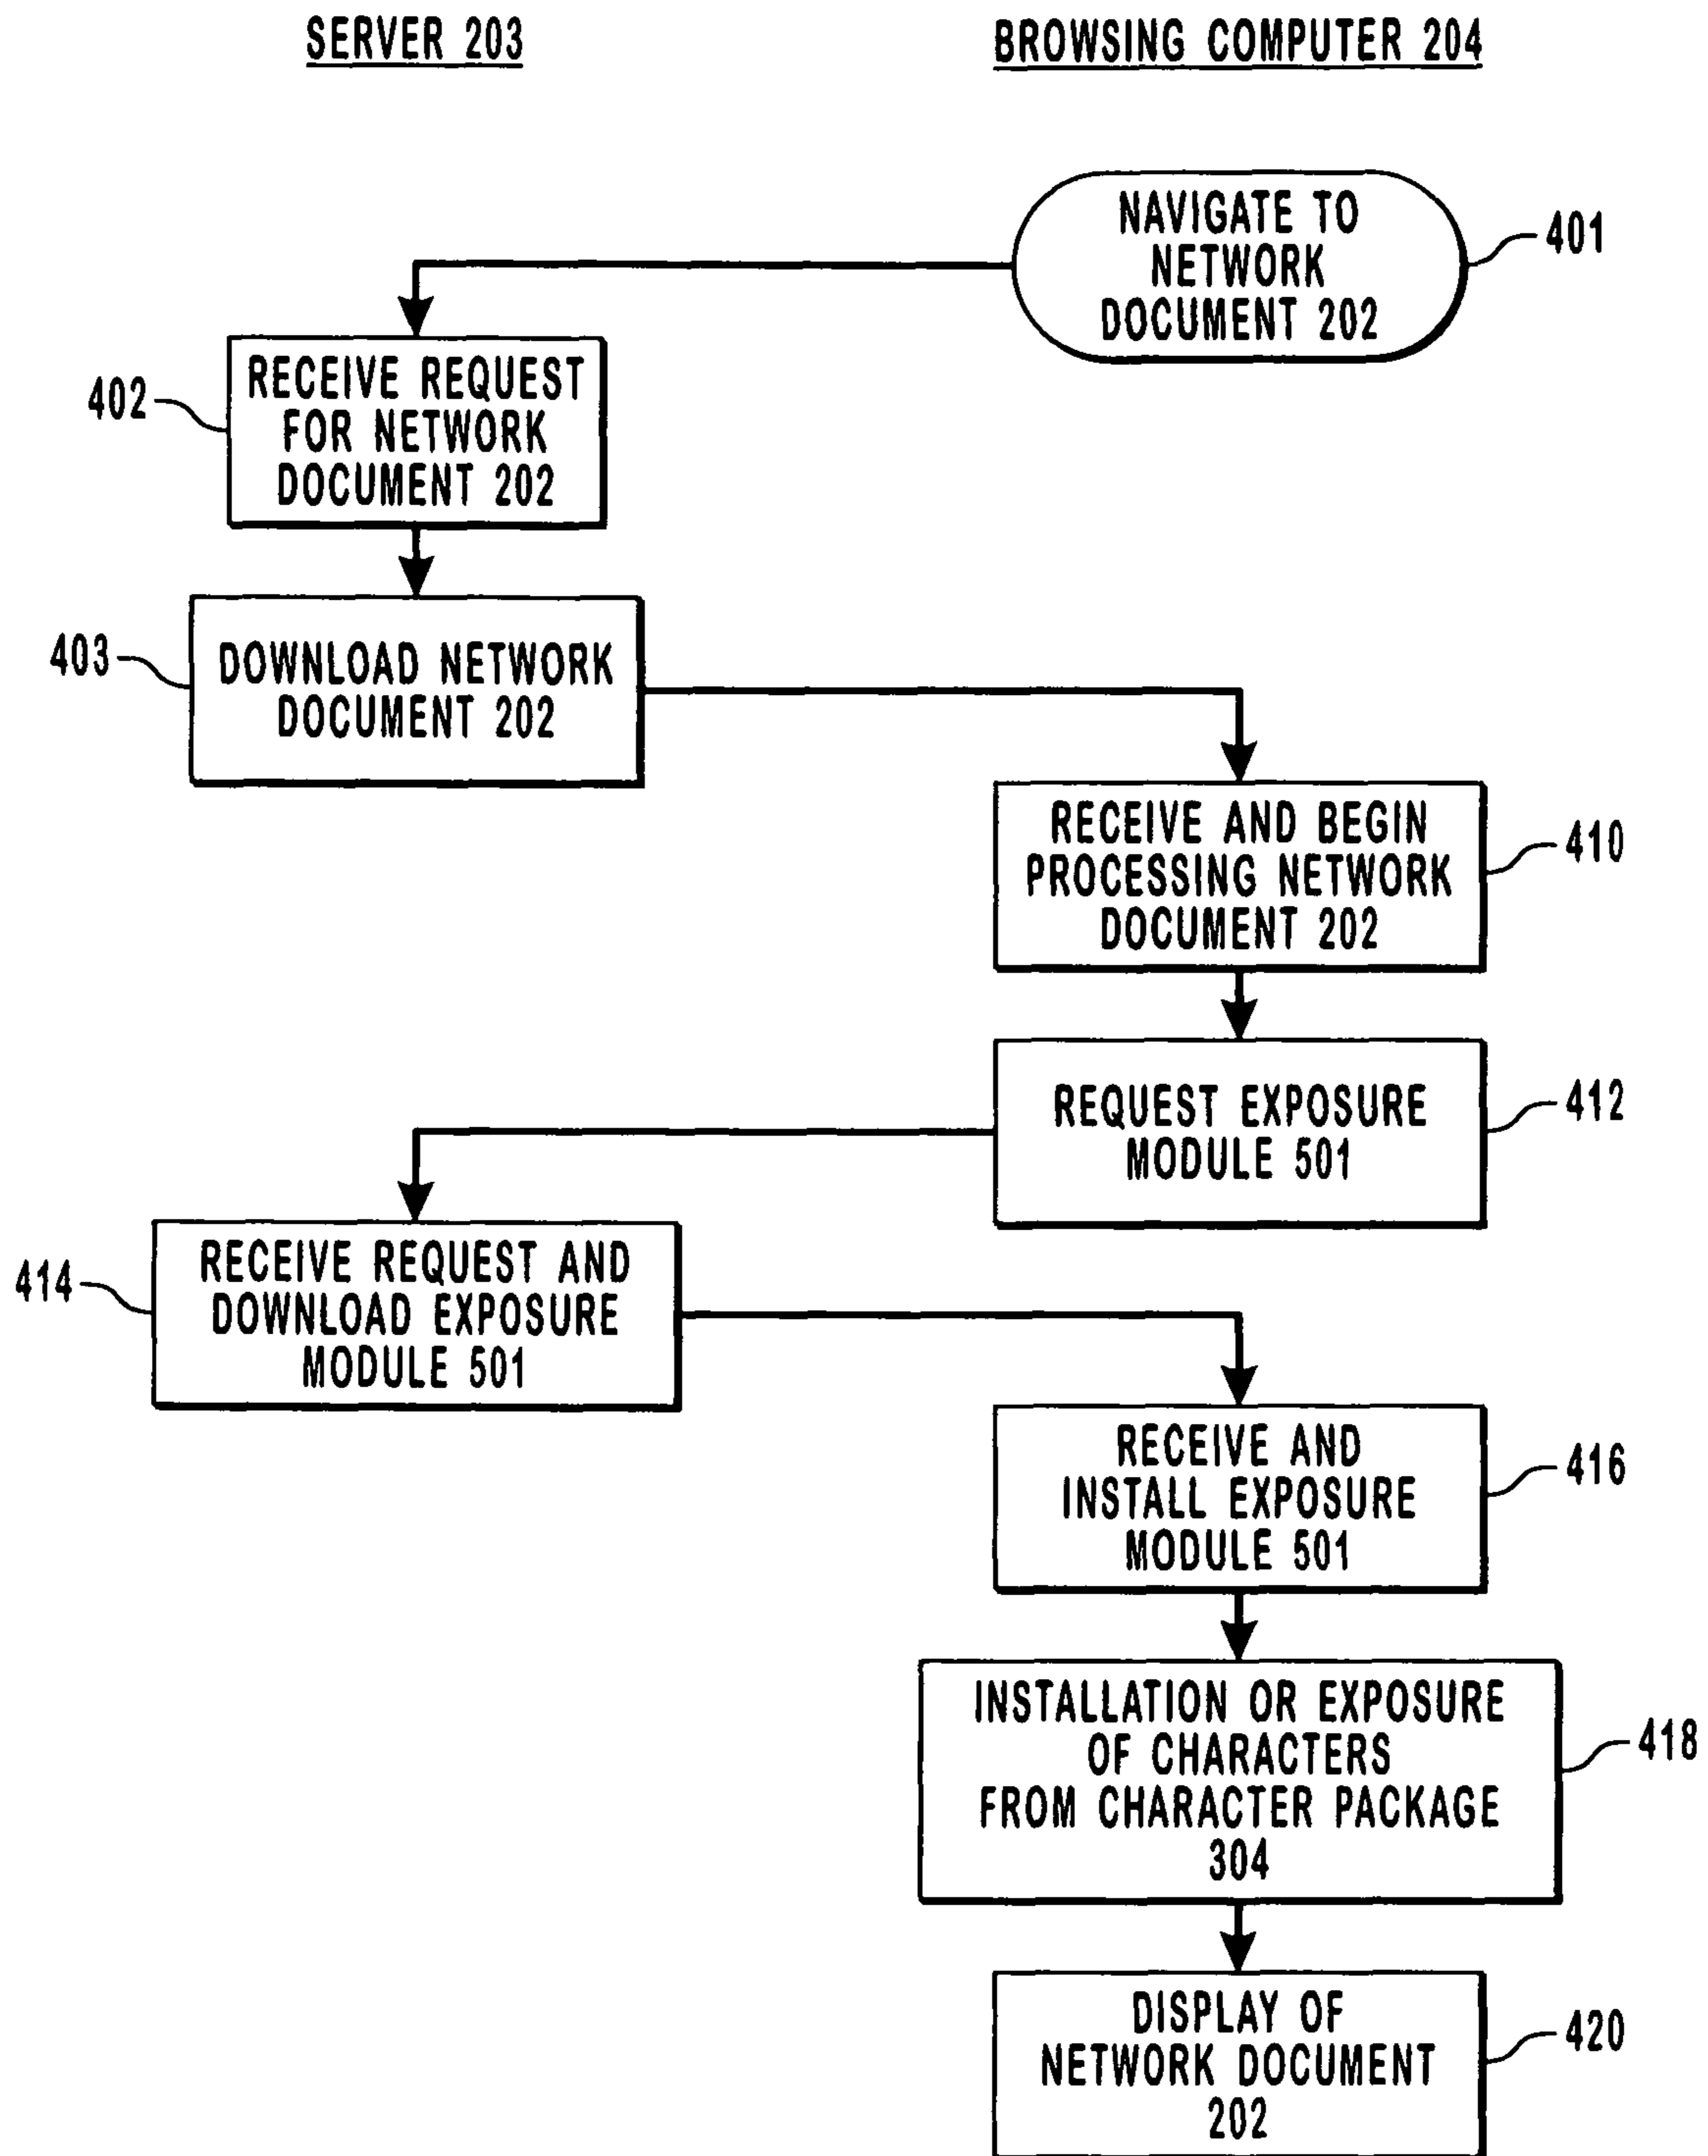 SERVER 203
BROWSING COMPUTER 204
NAVIGATE TO
NETWORK
DOCUMENT 202
401
RECEIVE REQUEST
FOR NETWORK
DOCUMENT 202
402
DOWNLOAD NETWORK
DOCUMENT 202
403
RECEIVE AND BEGIN
PROCESSING NETWORK
DOCUMENT 202
410
REQUEST EXPOSURE
MODULE 501
412
RECEIVE REQUEST AND
DOWNLOAD EXPOSURE
MODULE 501
414
RECEIVE AND
INSTALL EXPOSURE
MODULE 501
416
INSTALLATION OR EXPOSURE
OF CHARACTERS
FROM CHARACTER PACKAGE
304
418
DISPLAY OF
NETWORK DOCUMENT
202
420